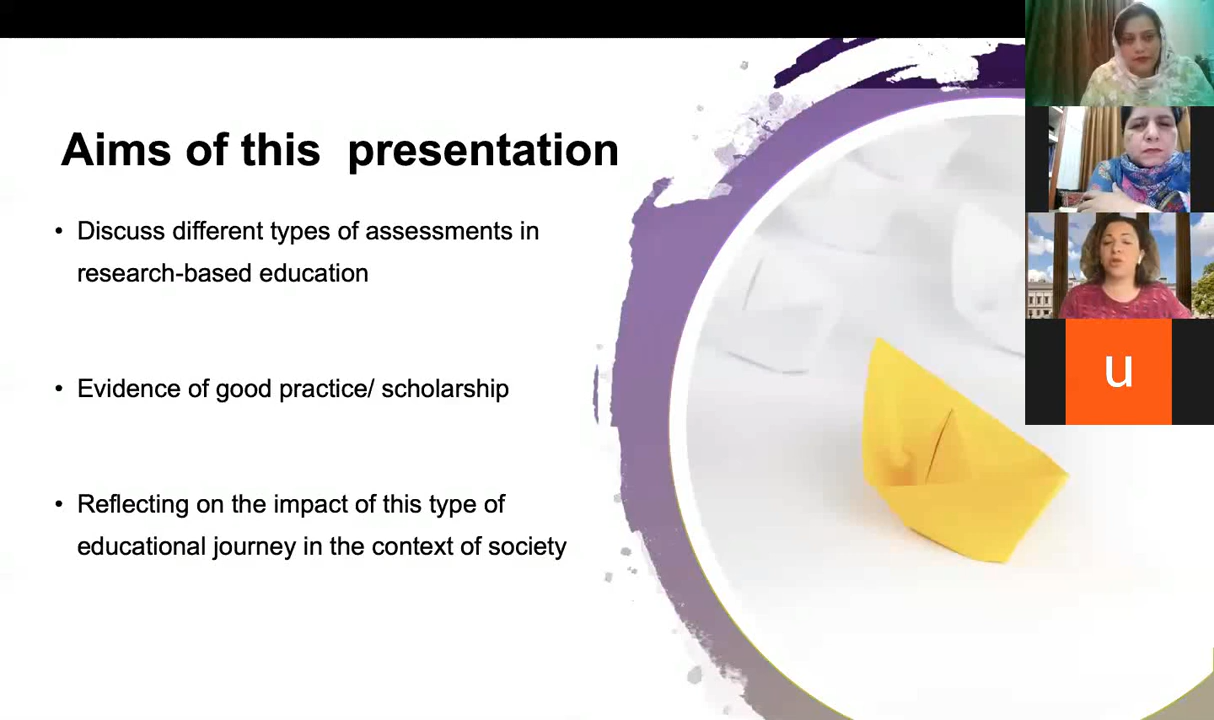 Aims of this  presentation
• Discuss different types of assessments in
research-based education
• Evidence of good practice/ scholarship
• Reflecting on the impact of this type of
educational journey in the context of society
u